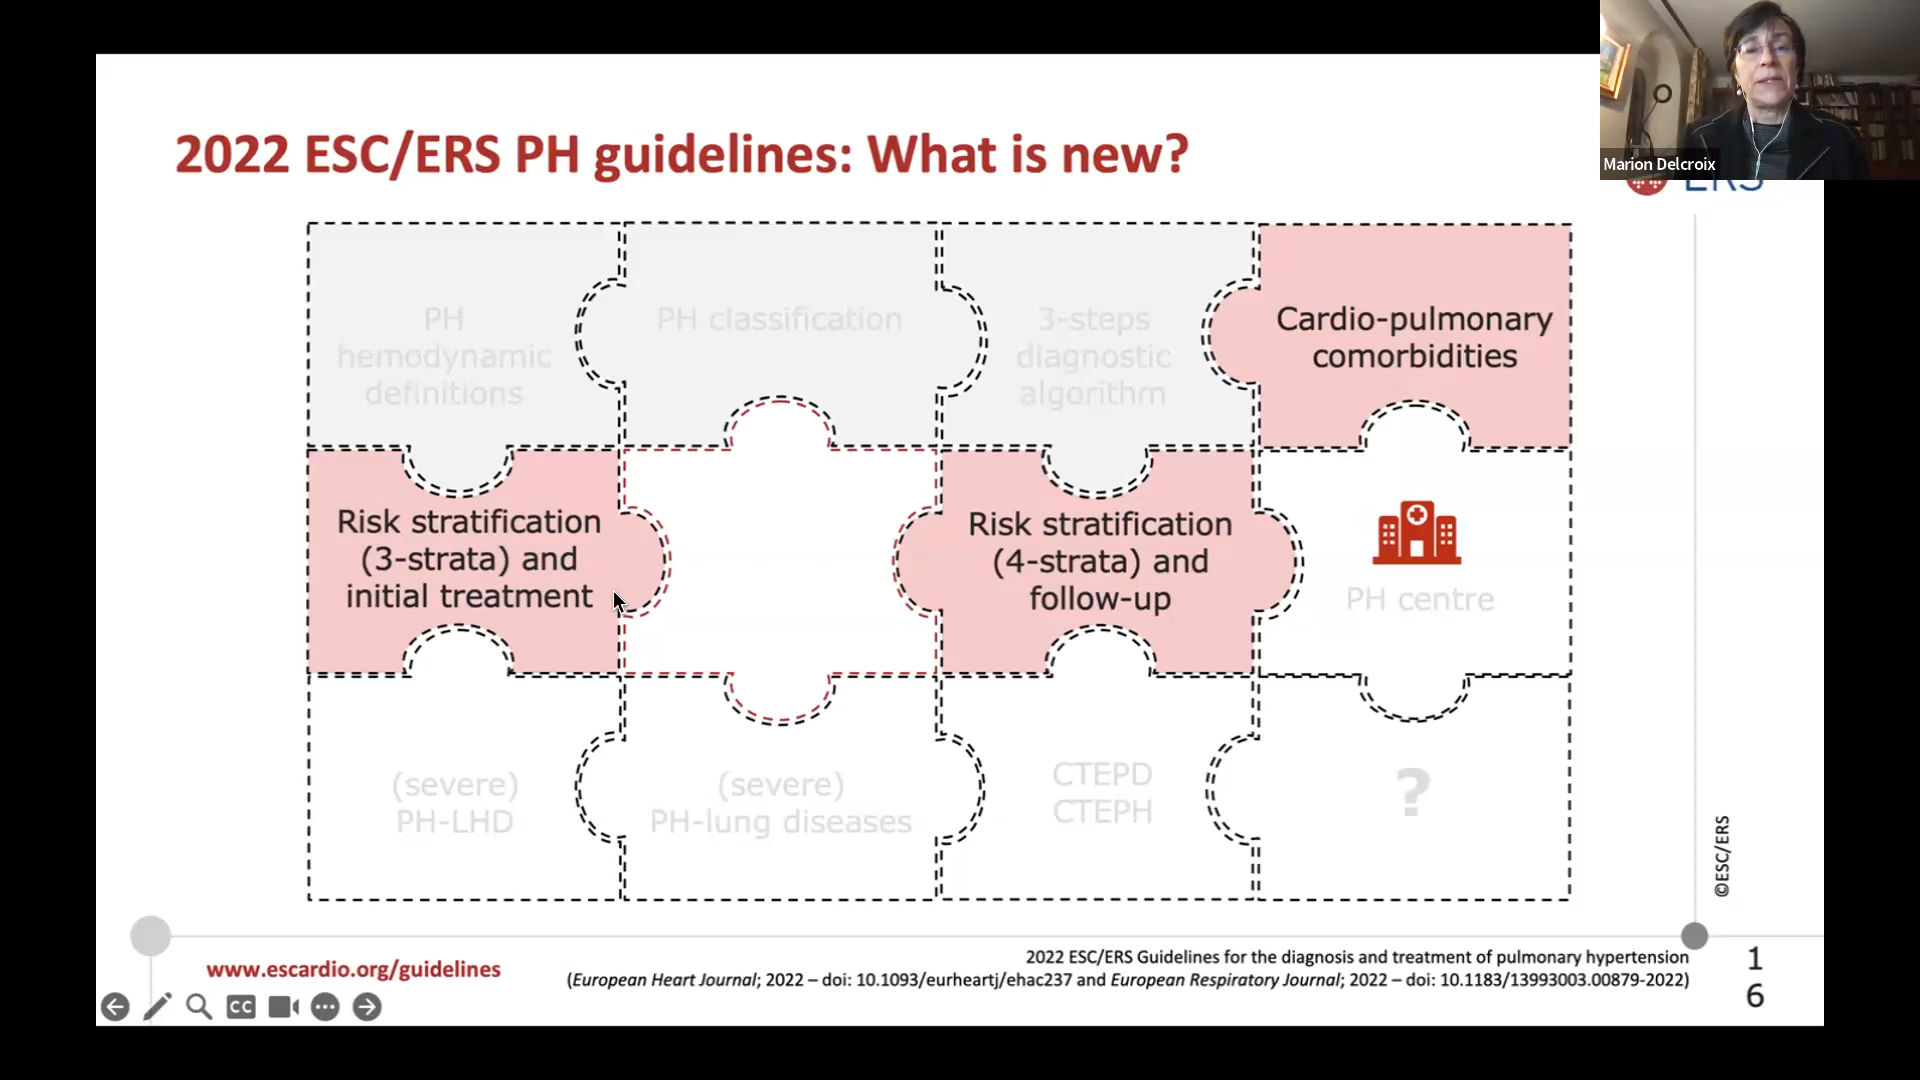 Marion Delcroix
ERS
2022 ESC/ERS PH guidelines: What is new?
PH
hemodynamic
definitions
PH classification
3-steps
diagnostic
algorithm
Cardio-pulmonary
comorbidities
Risk stratification
(3-strata) and
initial treatment
Risk stratification
(4-strata) and
follow-up
PH centre
(severe)
PH-LHD
(severe)
PH-lung diseases
CTEPD
CTEPH
?
©ESC/ERS
www.escardio.org/guidelines
2022 ESC/ERS Guidelines for the diagnosis and treatment of pulmonary hypertension
(European Heart Journal; 2022 – doi: 10.1093/eurheartj/ehac237 and European Respiratory Journal; 2022 – doi: 10.1183/13993003.00879-2022)
1
6
CC